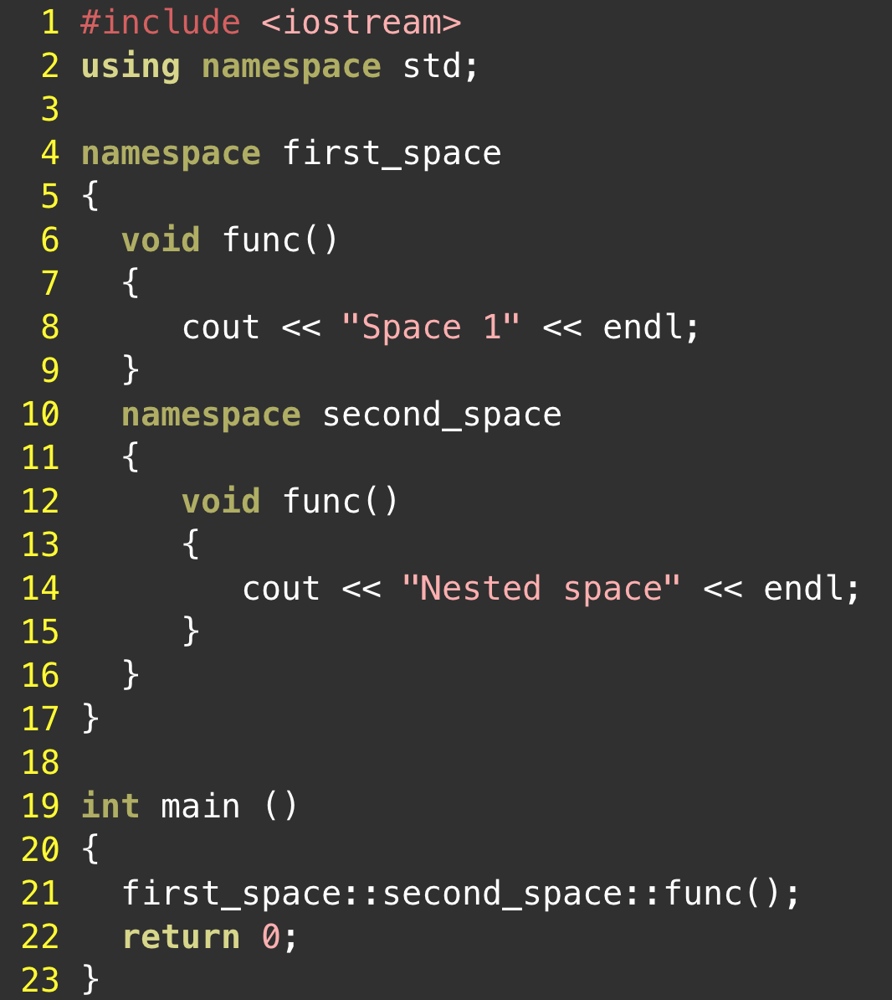 1 #include <iostream>
2 using namespace std;
3
4 namespace first_space
5 {
6   void func()
7   {
8      cout << "Space 1" << endl;
9   }
10   namespace second_space
11   {
12      void func()
13      {
14         cout << "Nested space" << endl;
15      }
16   }
17 }
18
19 int main ()
20 {
21   first_space::second_space::func();
22   return 0;
23 }